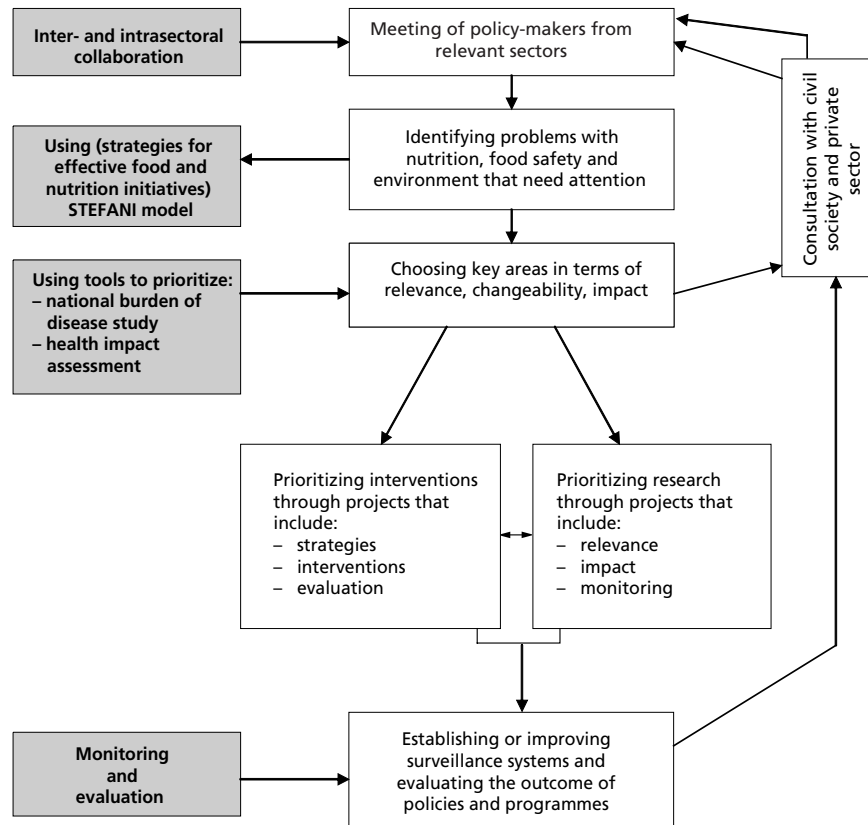 Inter- and intrasectoral
collaboration
Meeting of policy-makers from
relevant sectors
Consultation with civil
society and private
sector
Using (strategies for
effective food and
nutrition initiatives)
STEFANI model
Identifying problems with
nutrition, food safety and
environment that need attention
Using tools to prioritize:
– national burden of
disease study
– health impact
assessment
Choosing key areas in terms of
relevance, changeability, impact
Prioritizing interventions
through projects that
include:
– strategies
– interventions
– evaluation
Prioritizing research
through projects that
include:
– relevance
– impact
– monitoring
Monitoring
and
evaluation
Establishing or improving
surveillance systems and
evaluating the outcome of
policies and programmes